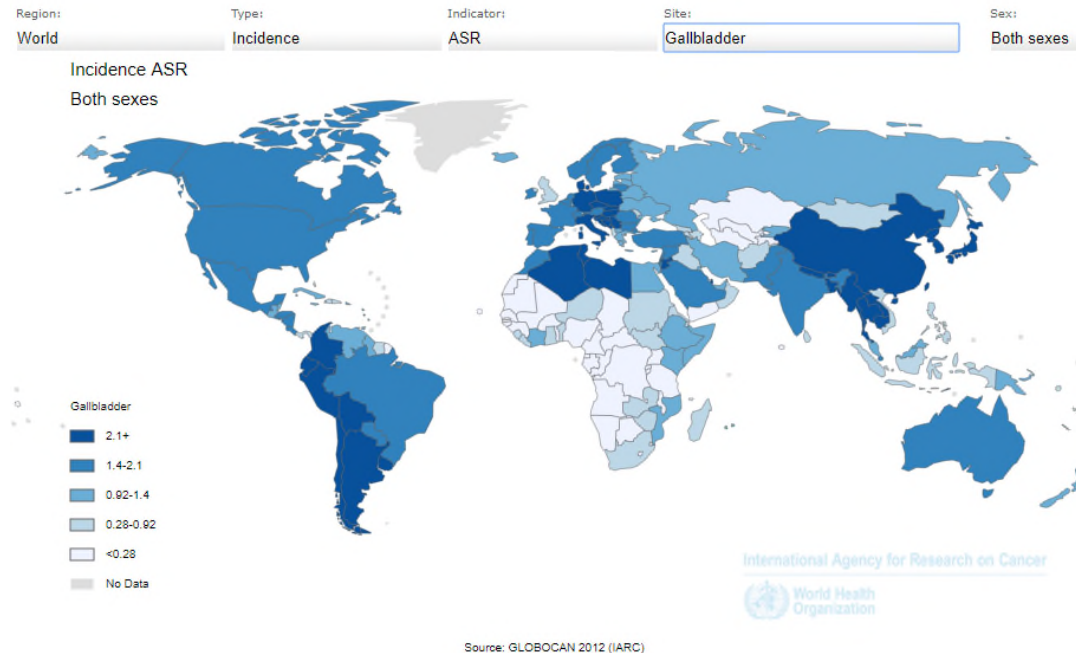 Region: Type: Indicator: Site: Sex:
World Incidence ASR Gallbladder Both sexes
Incidence ASR
Both sexes
Gallbladder
2.1+
1.4-2.1
0.92-1.4
0.28-0.92
<0.28
No Data
International Agency for Research on Cancer
World Health
Organization
Source: GLOBOCAN 2012 (IARC)